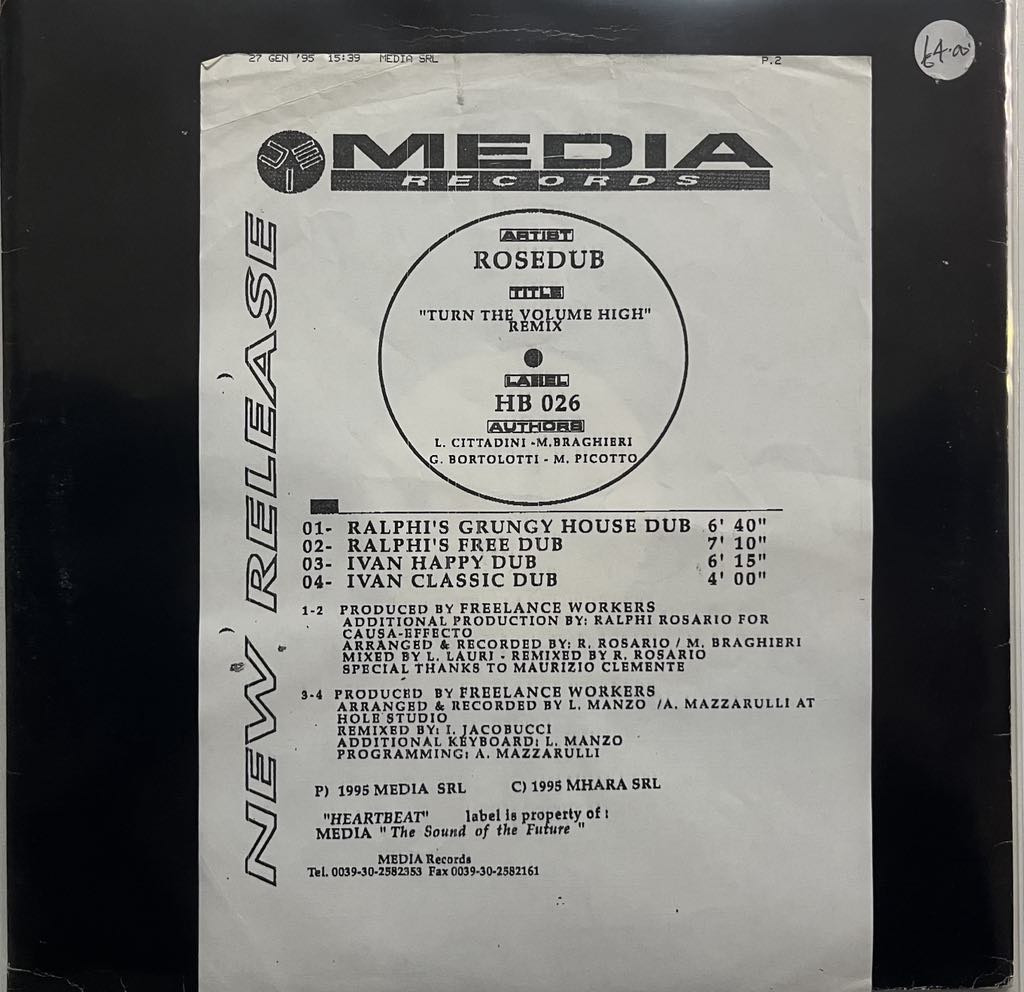 27 GEN '95 15:39 MEDIA SRL P.2
£4.00
MEDIA
RECORDS
NEW RELEASE
ARTIST
ROSEDUB
TITLE
"TURN THE VOLUME HIGH"
REMIX
LABEL
HB 026
AUTHORS
L. CITTADINI - M.BRAGHIERI
G. BORTOLOTTI - M. PICOTTO
01- RALPHI'S GRUNGY HOUSE DUB 6' 40"
02- RALPHI'S FREE DUB 7' 10"
03- IVAN HAPPY DUB 6' 15"
04- IVAN CLASSIC DUB 4' 00"
1-2 PRODUCED BY FREELANCE WORKERS
ADDITIONAL PRODUCTION BY: RALPHI ROSARIO FOR
CAUSA-EFFECTO
ARRANGED & RECORDED BY: R. ROSARIO / M. BRAGHIERI
MIXED BY L. LAURI - REMIXED BY R. ROSARIO
SPECIAL THANKS TO MAURIZIO CLEMENTE
3-4 PRODUCED BY FREELANCE WORKERS
ARRANGED & RECORDED BY L. MANZO /A. MAZZARULLI AT
HOLE STUDIO
REMIXED BY: I. JACOBUCCI
ADDITIONAL KEYBOARD: L. MANZO
PROGRAMMING: A. MAZZARULLI
P) 1995 MEDIA SRL C) 1995 MHARA SRL
"HEARTBEAT" label is property of :
MEDIA " The Sound of the Future "
MEDIA Records
Tel. 0039-30-2582353 Fax 0039-30-2582161